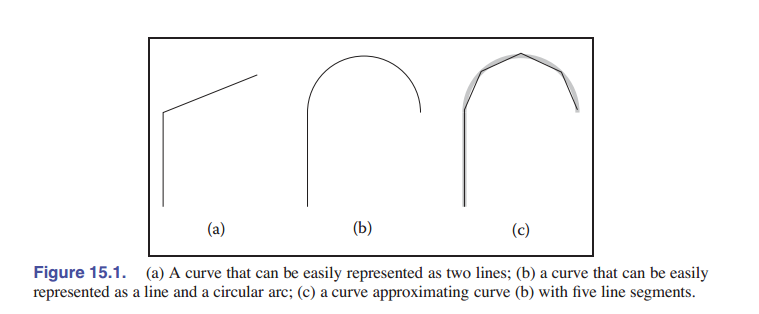 (a) (b) (c)
Figure 15.1. (a) A curve that can be easily represented as two lines; (b) a curve that can be easily
represented as a line and a circular arc; (c) a curve approximating curve (b) with five line segments.